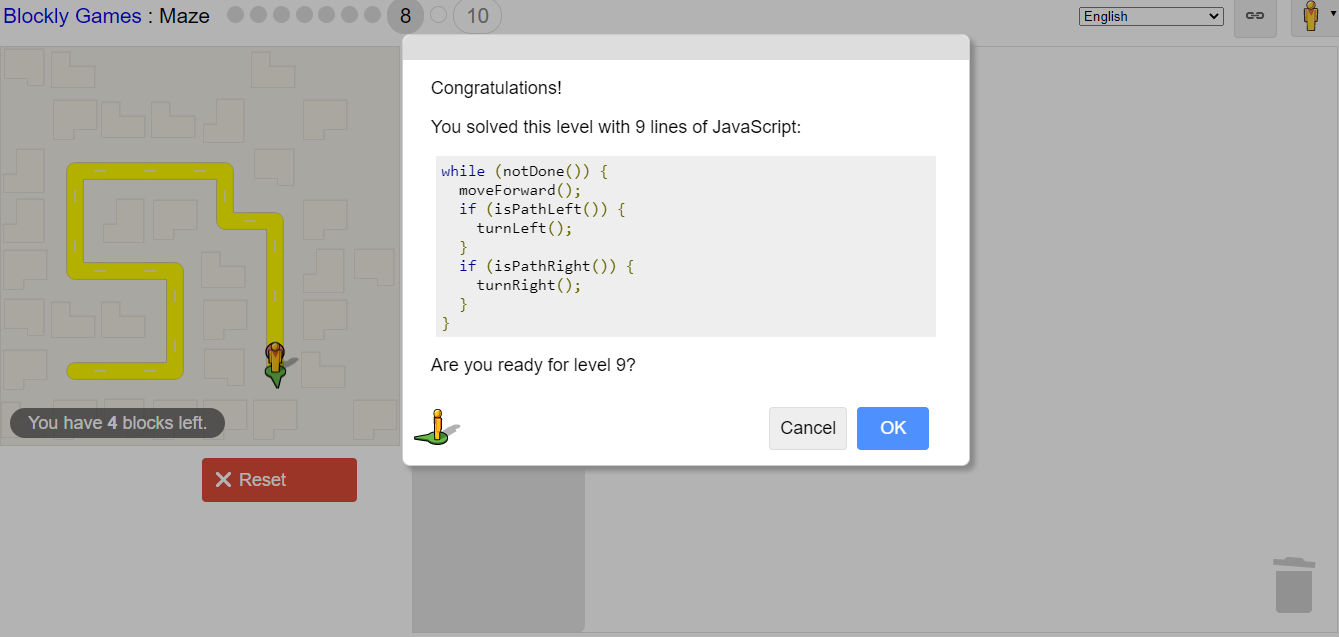 Blockly Games : Maze 8 10 English
Congratulations!
You solved this level with 9 lines of JavaScript:
while (notDone()) {
  moveForward();
  if (isPathLeft()) {
    turnLeft();
  }
  if (isPathRight()) {
    turnRight();
  }
}
Are you ready for level 9?
You have 4 blocks left.
Cancel OK
Reset